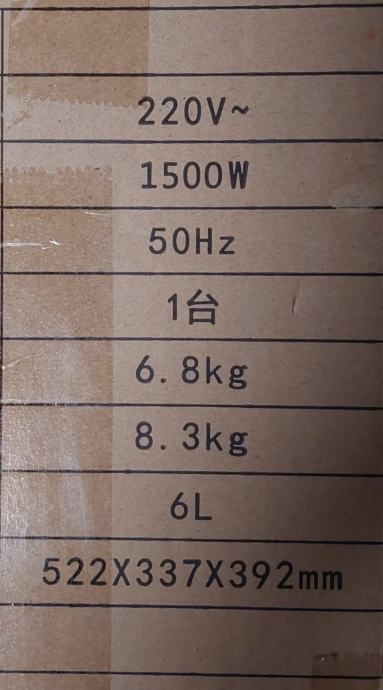 220V~
1500W
50Hz
1台
6.8kg
8.3kg
6L
522X337X392mm